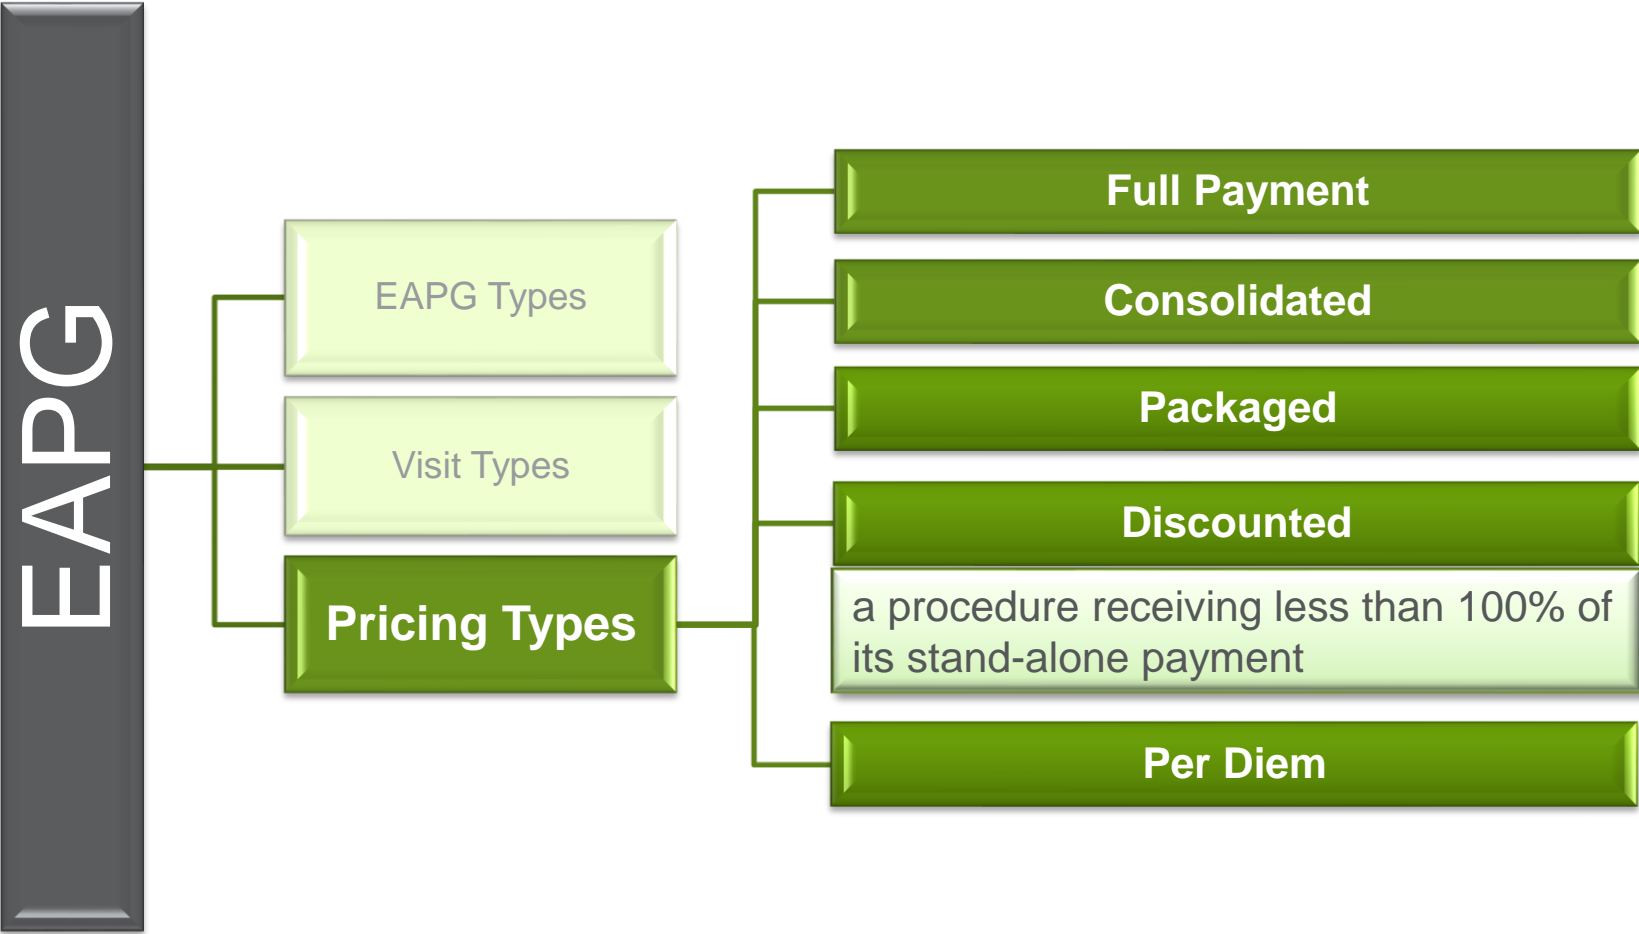 EAPG
EAPG Types
Visit Types
Pricing Types
Full Payment
Consolidated
Packaged
Discounted
a procedure receiving less than 100% of
its stand-alone payment
Per Diem